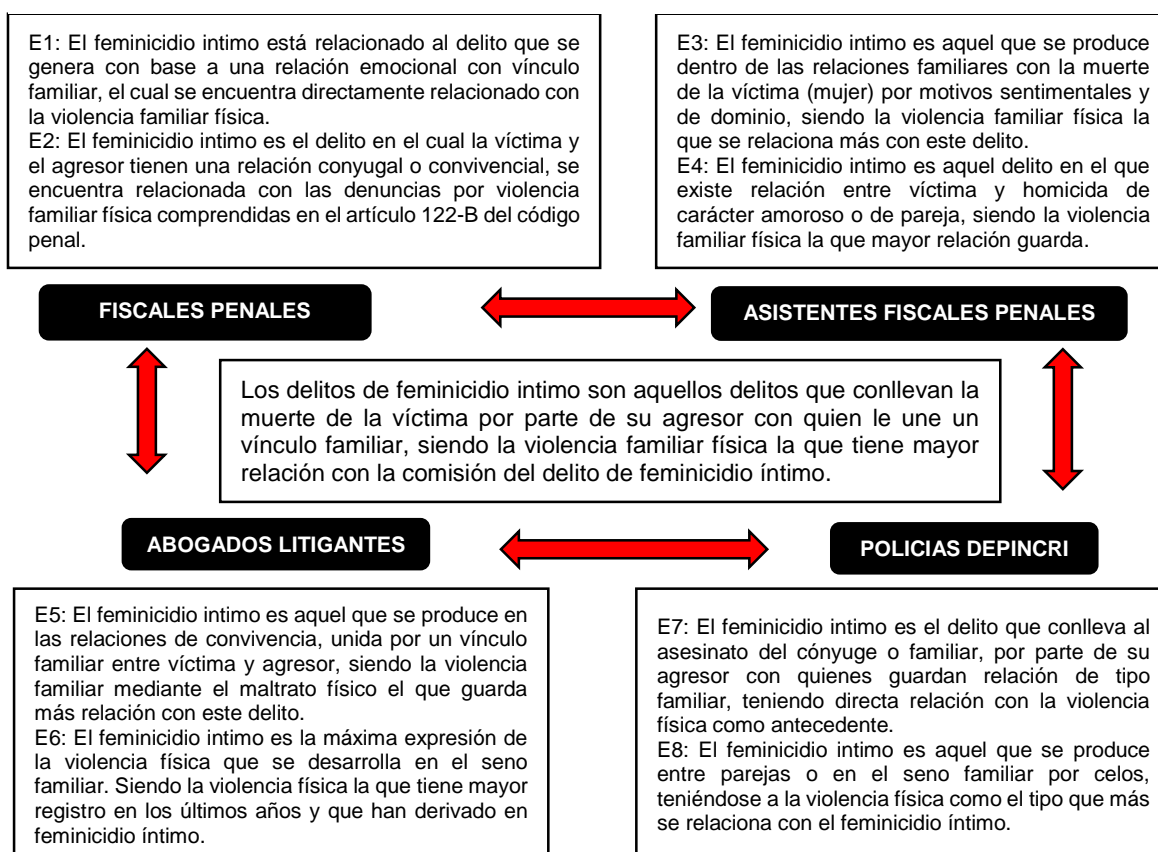 E1: El feminicidio intimo está relacionado al delito que se
genera con base a una relación emocional con vínculo
familiar, el cual se encuentra directamente relacionado con
la violencia familiar física.
E2: El feminicidio intimo es el delito en el cual la víctima y
el agresor tienen una relación conyugal o convivencial, se
encuentra relacionada con las denuncias por violencia
familiar física comprendidas en el artículo 122-B del código
penal.
E3: El feminicidio intimo es aquel que se produce
dentro de las relaciones familiares con la muerte
de la víctima (mujer) por motivos sentimentales y
de dominio, siendo la violencia familiar física la
que se relaciona más con este delito.
E4: El feminicidio intimo es aquel delito en el que
existe relación entre víctima y homicida de
carácter amoroso o de pareja, siendo la violencia
familiar física la que mayor relación guarda.
FISCALES PENALES
ASISTENTES FISCALES PENALES
Los delitos de feminicidio intimo son aquellos delitos que conllevan la
muerte de la víctima por parte de su agresor con quien le une un
vínculo familiar, siendo la violencia familiar física la que tiene mayor
relación con la comisión del delito de feminicidio íntimo.
ABOGADOS LITIGANTES
POLICIAS DEPINCRI
E5: El feminicidio intimo es aquel que se produce en
las relaciones de convivencia, unida por un vínculo
familiar entre víctima y agresor, siendo la violencia
familiar mediante el maltrato físico el que guarda
más relación con este delito.
E6: El feminicidio intimo es la máxima expresión de
la violencia física que se desarrolla en el seno
familiar. Siendo la violencia física la que tiene mayor
registro en los últimos años y que han derivado en
feminicidio íntimo.
E7: El feminicidio intimo es el delito que conlleva al
asesinato del cónyuge o familiar, por parte de su
agresor con quienes guardan relación de tipo
familiar, teniendo directa relación con la violencia
física como antecedente.
E8: El feminicidio intimo es aquel que se produce
entre parejas o en el seno familiar por celos,
teniéndose a la violencia física como el tipo que más
se relaciona con el feminicidio íntimo.